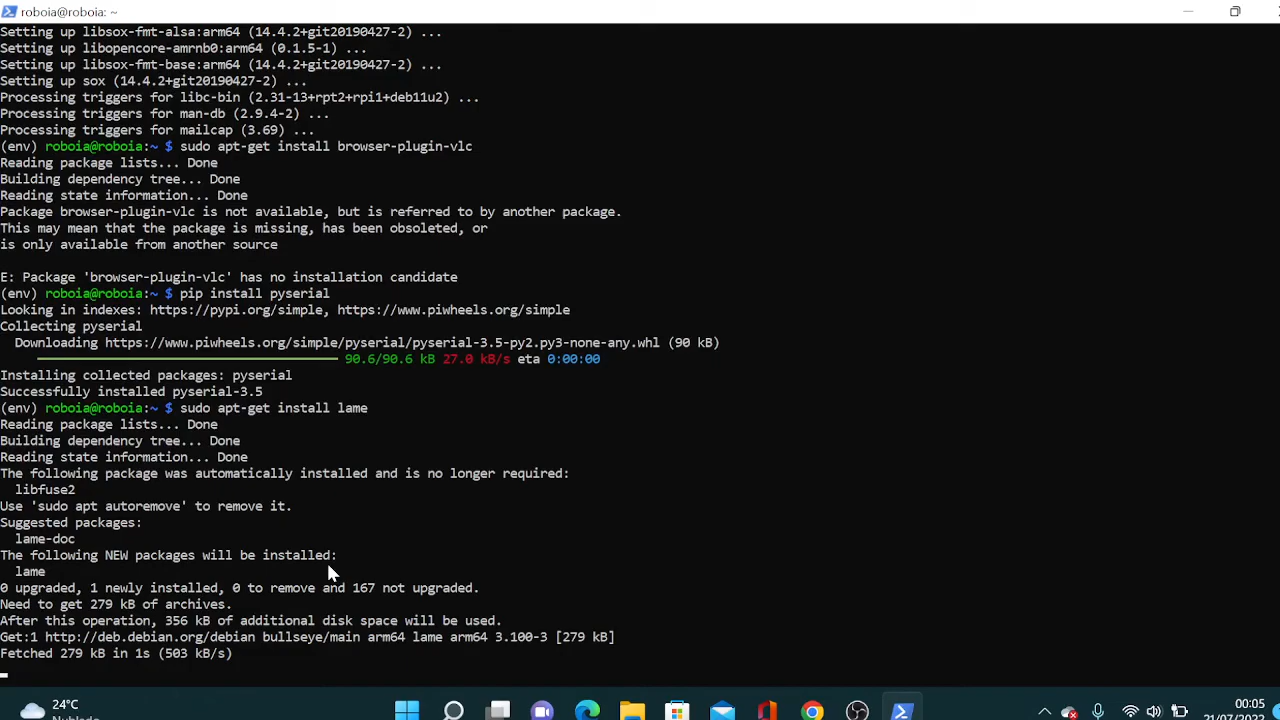 roboia@roboia: ~
Setting up libsox-fmt-alsa:arm64 (14.4.2+git20190427-2) ...
Setting up libopencore-amrnb0:arm64 (0.1.5-1) ...
Setting up libsox-fmt-base:arm64 (14.4.2+git20190427-2) ...
Setting up sox (14.4.2+git20190427-2) ...
Processing triggers for libc-bin (2.31-13+rpt2+rpi1+deb11u2) ...
Processing triggers for man-db (2.9.4-2) ...
Processing triggers for mailcap (3.69) ...
(env) roboia@roboia:~ $ sudo apt-get install browser-plugin-vlc
Reading package lists... Done
Building dependency tree... Done
Reading state information... Done
Package browser-plugin-vlc is not available, but is referred to by another package.
This may mean that the package is missing, has been obsoleted, or
is only available from another source
E: Package 'browser-plugin-vlc' has no installation candidate
(env) roboia@roboia:~ $ pip install pyserial
Looking in indexes: https://pypi.org/simple, https://www.piwheels.org/simple
Collecting pyserial
Downloading https://www.piwheels.org/simple/pyserial/pyserial-3.5-py2.py3-none-any.whl (90 kB)
90.6/90.6 kB 27.0 kB/s eta 0:00:00
Installing collected packages: pyserial
Successfully installed pyserial-3.5
(env) roboia@roboia:~ $ sudo apt-get install lame
Reading package lists... Done
Building dependency tree... Done
Reading state information... Done
The following package was automatically installed and is no longer required:
libfuse2
Use 'sudo apt autoremove' to remove it.
Suggested packages:
lame-doc
The following NEW packages will be installed:
lame
0 upgraded, 1 newly installed, 0 to remove and 167 not upgraded.
Need to get 279 kB of archives.
After this operation, 356 kB of additional disk space will be used.
Get:1 http://deb.debian.org/debian bullseye/main arm64 lame arm64 3.100-3 [279 kB]
Fetched 279 kB in 1s (503 kB/s)
24°C
Nublado
00:05
21/07/2022